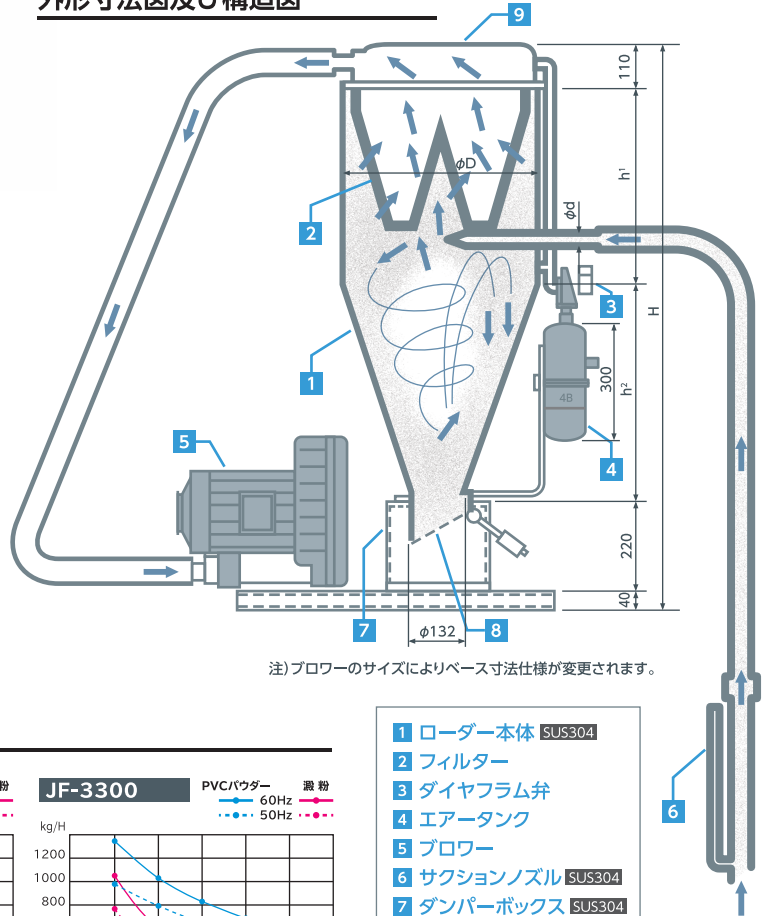 外形寸法図及び構造図
9
110
h¹
φD
φd
2
3
H
1
300
h²
4B
5
4
220
40
7
φ132
8
注）ブロワーのサイズによりベース寸法仕様が変更されます。
6
1 ローダー本体 SUS304
2 フィルター
3 ダイヤフラム弁
4 エアータンク
5 ブロワー
6 サクションノズル SUS304
7 ダンパーボックス SUS304
粉
JF-3300
PVCパウダー 澱 粉
60Hz
50Hz
kg/H
1200
1000
800